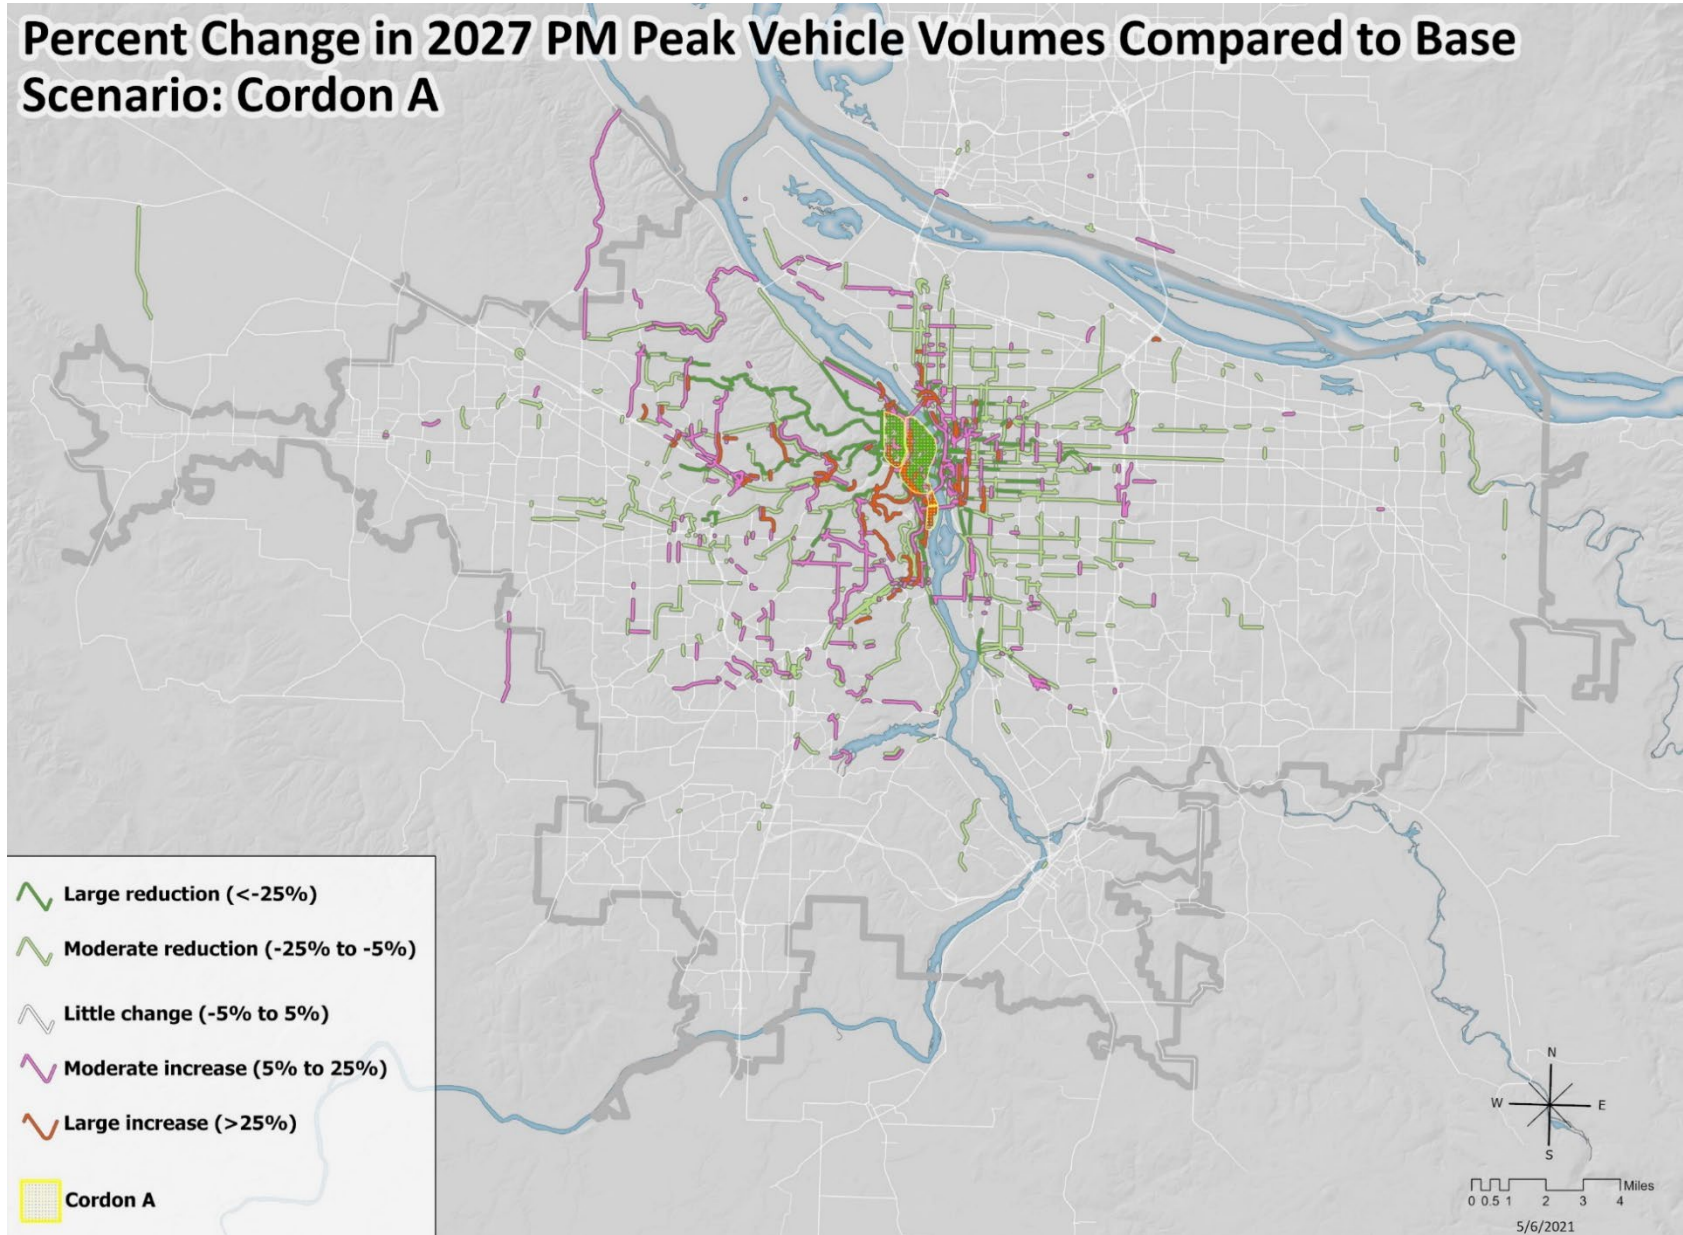 Percent Change in 2027 PM Peak Vehicle Volumes Compared to Base
Scenario: Cordon A
Large reduction (<-25%)
Moderate reduction (-25% to -5%)
Little change (-5% to 5%)
Moderate increase (5% to 25%)
Large increase (>25%)
Cordon A
N
W E
S
Miles
0 0.5 1 2 3 4
5/6/2021